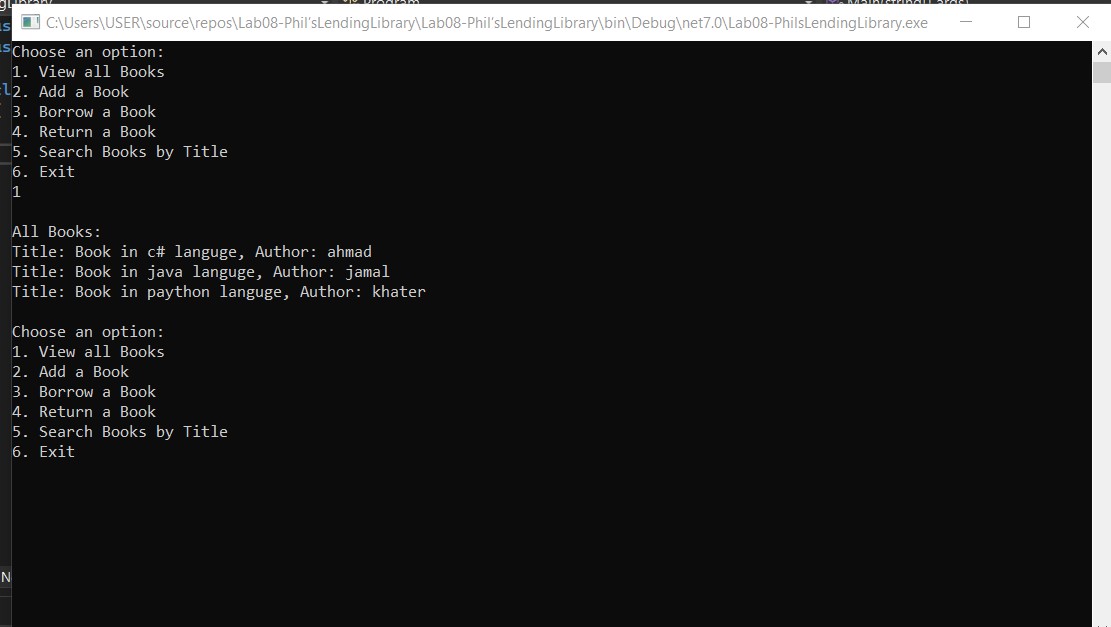 C:\Users\USER\source\repos\Lab08-Phil'sLendingLibrary\Lab08-Phil'sLendingLibrary\bin\Debug\net7.0\Lab08-PhilsLendingLibrary.exe
Choose an option:
1. View all Books
2. Add a Book
3. Borrow a Book
4. Return a Book
5. Search Books by Title
6. Exit
1
All Books:
Title: Book in c# languge, Author: ahmad
Title: Book in java languge, Author: jamal
Title: Book in paython languge, Author: khater
Choose an option:
1. View all Books
2. Add a Book
3. Borrow a Book
4. Return a Book
5. Search Books by Title
6. Exit